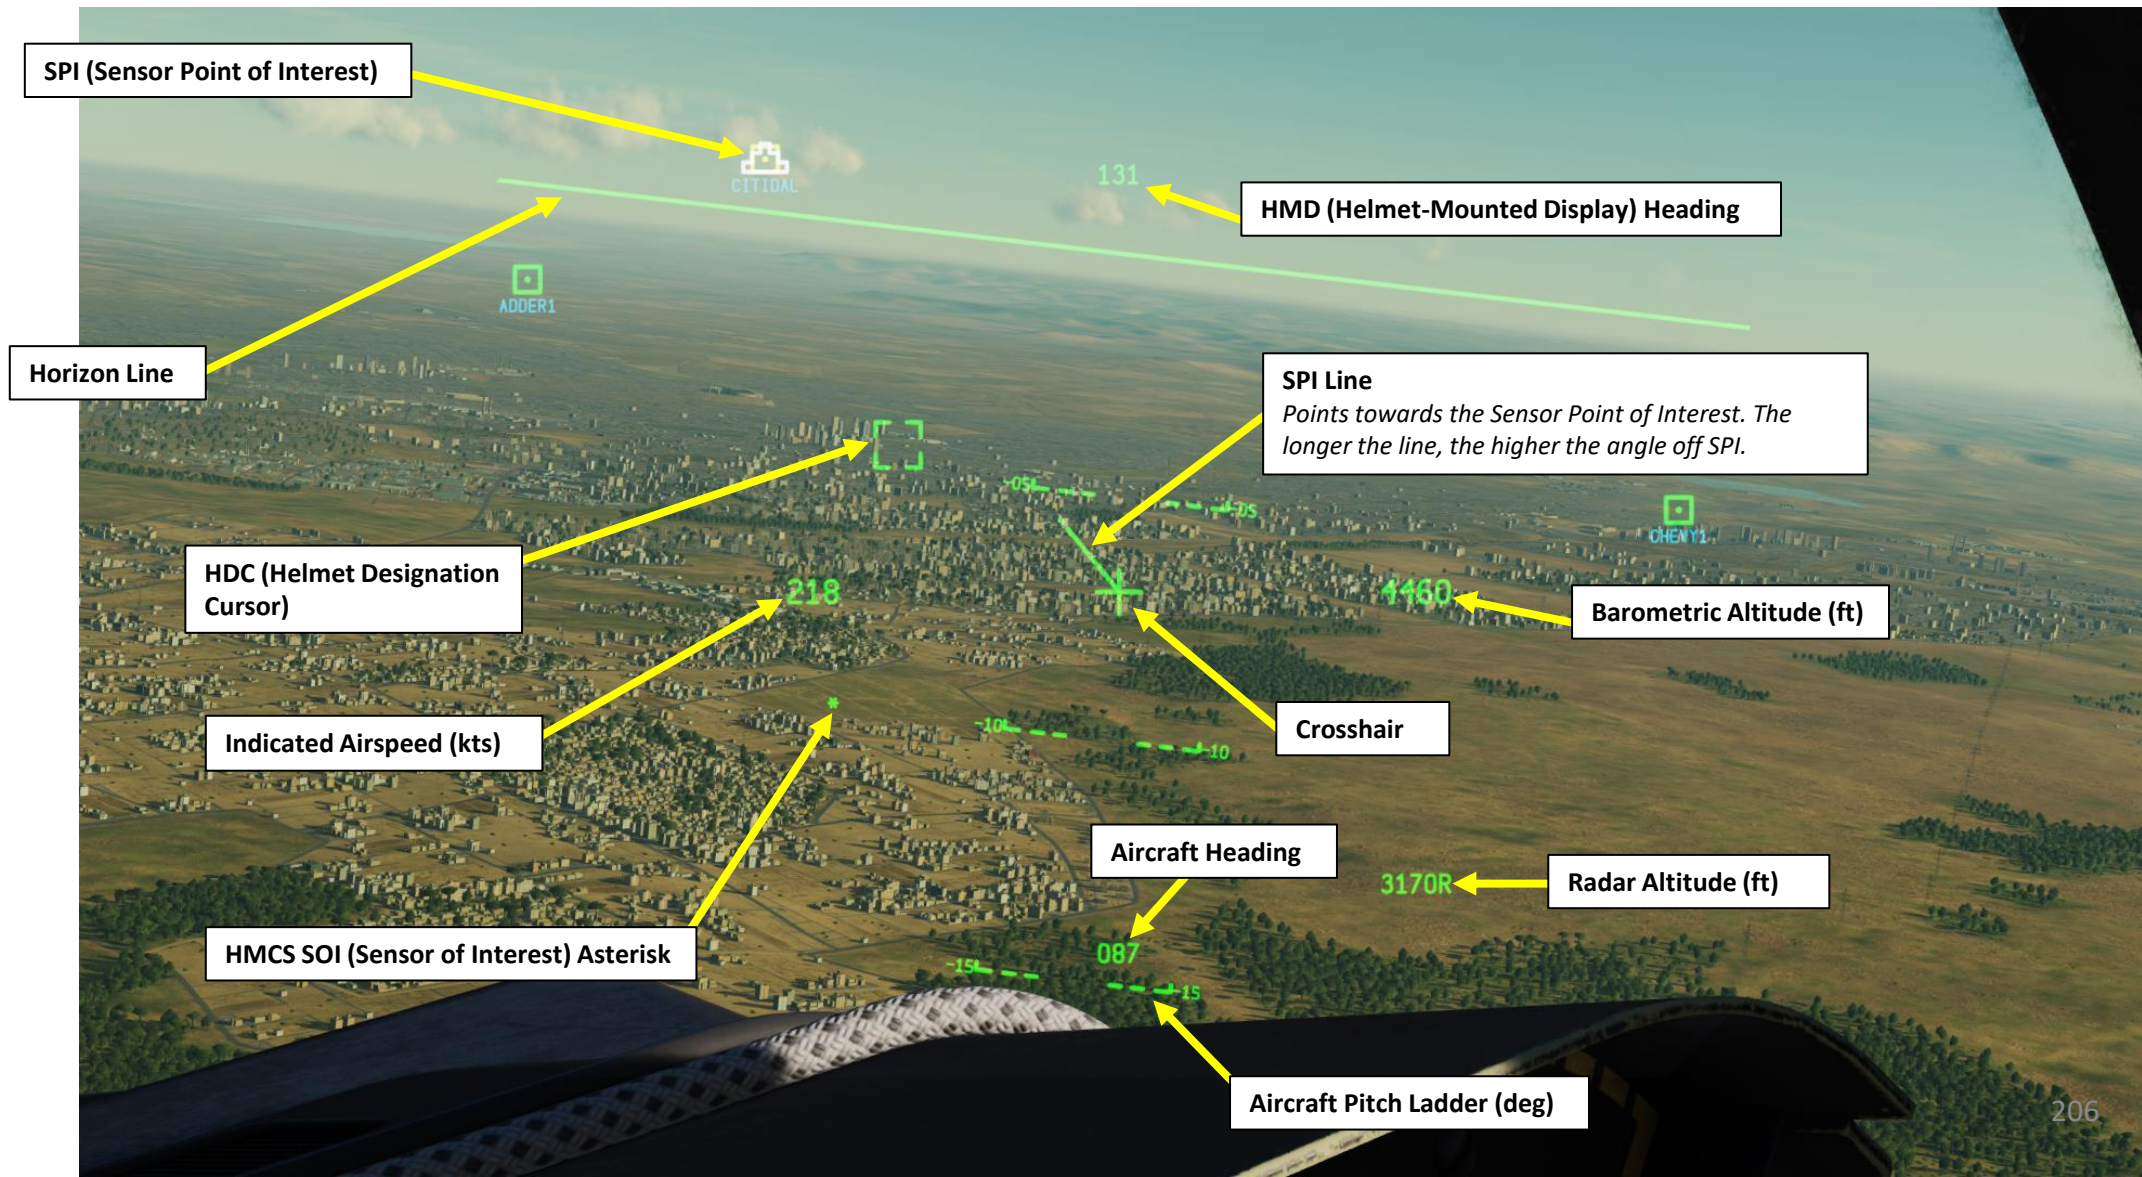 SPI (Sensor Point of Interest)
CITIDAL
131
HMD (Helmet-Mounted Display) Heading
ADDER1
Horizon Line
SPI Line
Points towards the Sensor Point of Interest. The
longer the line, the higher the angle off SPI.
-05
-05
CHENY1
HDC (Helmet Designation
Cursor)
218
4460
Barometric Altitude (ft)
Indicated Airspeed (kts)
*
-10
-10
Crosshair
Aircraft Heading
3170R
Radar Altitude (ft)
HMCS SOI (Sensor of Interest) Asterisk
087
-15
-15
Aircraft Pitch Ladder (deg)
206